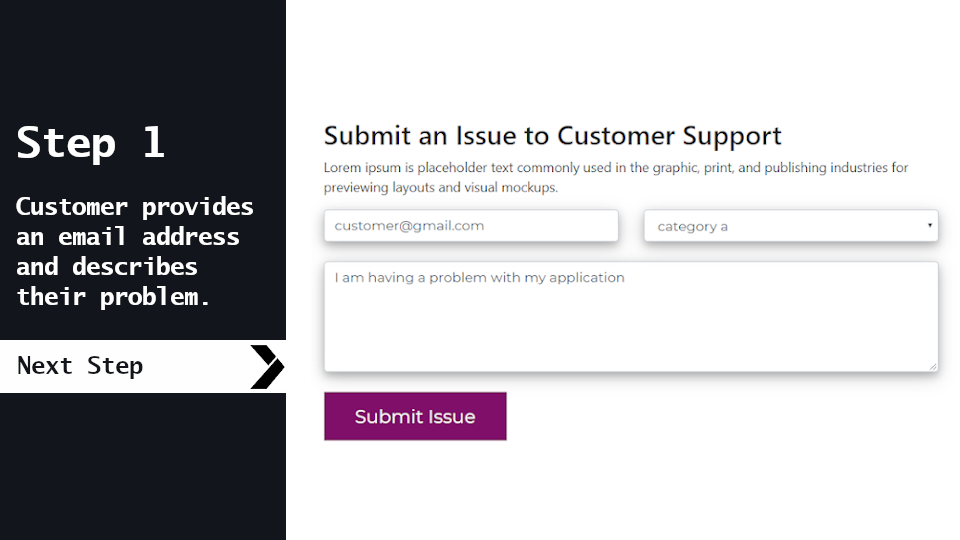 Step 1
Customer provides
an email address
and describes
their problem.
Next Step
Submit an Issue to Customer Support
Lorem ipsum is placeholder text commonly used in the graphic, print, and publishing industries for
previewing layouts and visual mockups.
customer@gmail.com
category a
I am having a problem with my application
Submit Issue